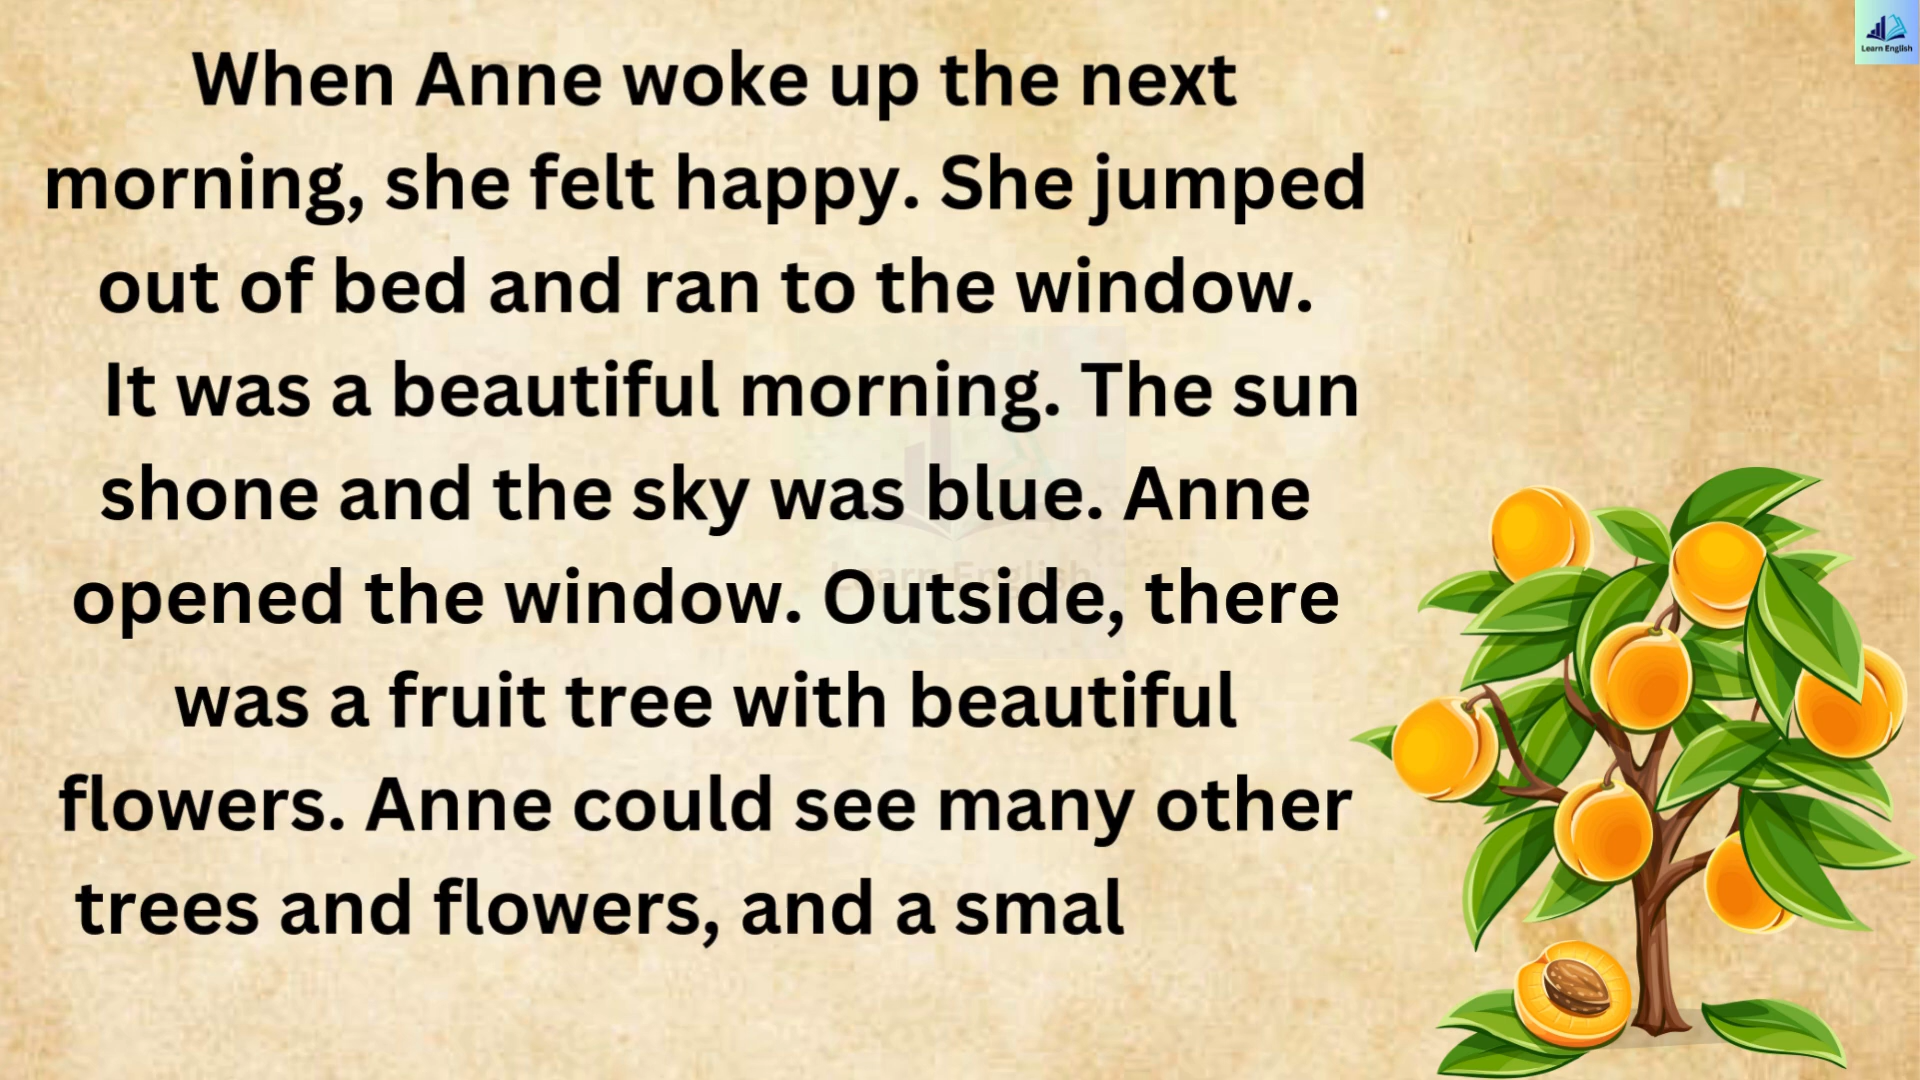 When Anne woke up the next
morning, she felt happy. She jumped
out of bed and ran to the window.
It was a beautiful morning. The sun
shone and the sky was blue. Anne
opened the window. Outside, there
was a fruit tree with beautiful
flowers. Anne could see many other
trees and flowers, and a smal
Learn English
Learn English